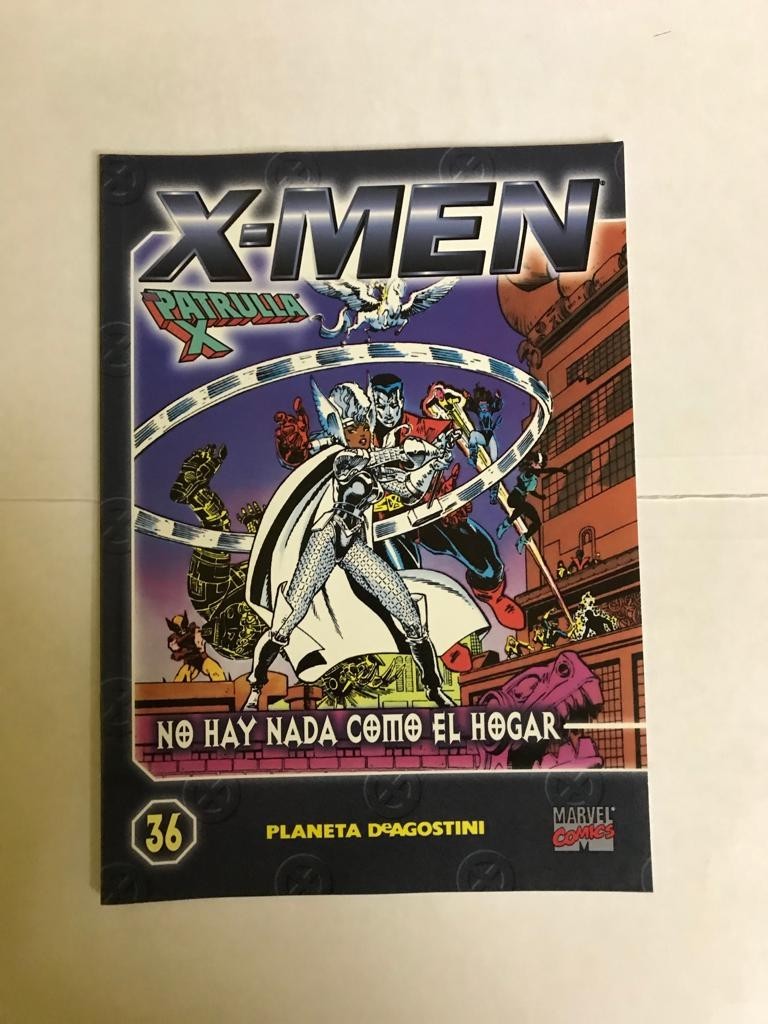 X-MEN
PATRULLA
X
NO HAY NADA COMO EL HOGAR
36
PLANETA DeAGOSTINI
MARVEL
COMICS
M